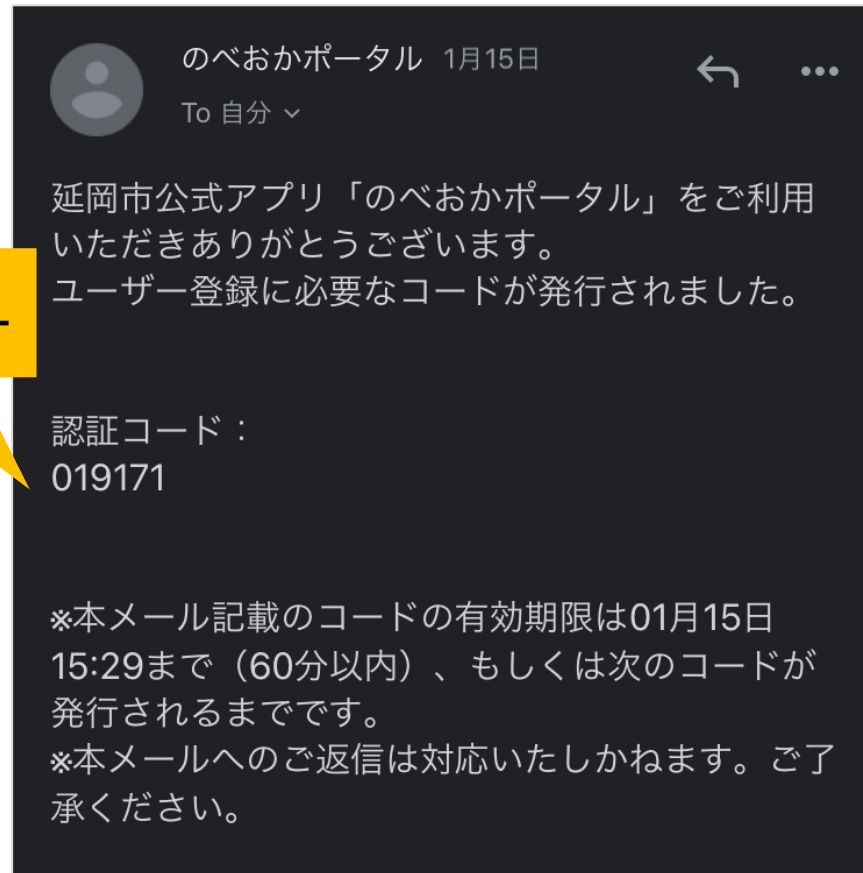 のべおかポータル 1月15日
To 自分
延岡市公式アプリ「のべおかポータル」をご利用
いただきありがとうございます。
ユーザー登録に必要なコードが発行されました。
認証コード：
019171
※本メール記載のコードの有効期限は01月15日
15:29まで（60分以内）、もしくは次のコードが
発行されるまでです。
※本メールへのご返信は対応いたしかねます。ご了
承ください。